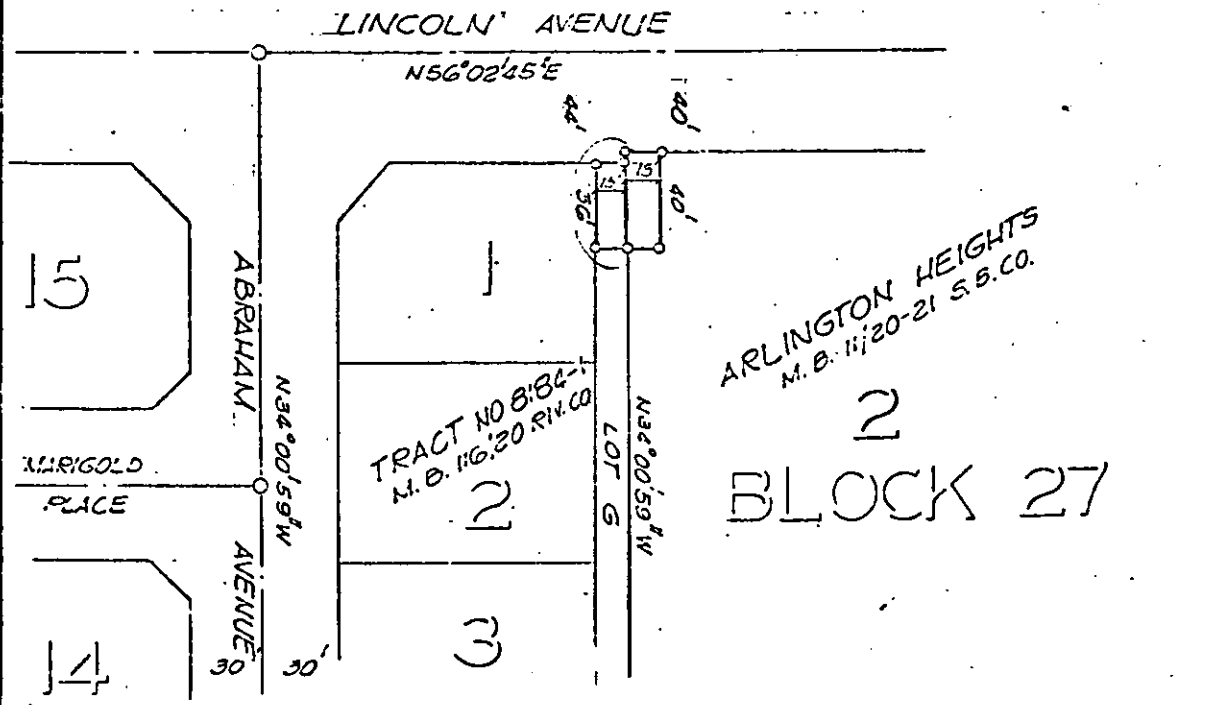 LINCOLN AVENUE
N56°02'45"E
44'
40'
15'
15'
36'
40'
15
1
ABRAHAM
AVENUE
N34°00'59"W
ARLINGTON HEIGHTS
M.B. 11/20-21 S.B.CO.
2
BLOCK 27
TRACT NO 8184-1
M.B. 116/20 RIV.CO
2
LOT G
N34°00'59"W
MARIGOLD
PLACE
3
14
30'
30'